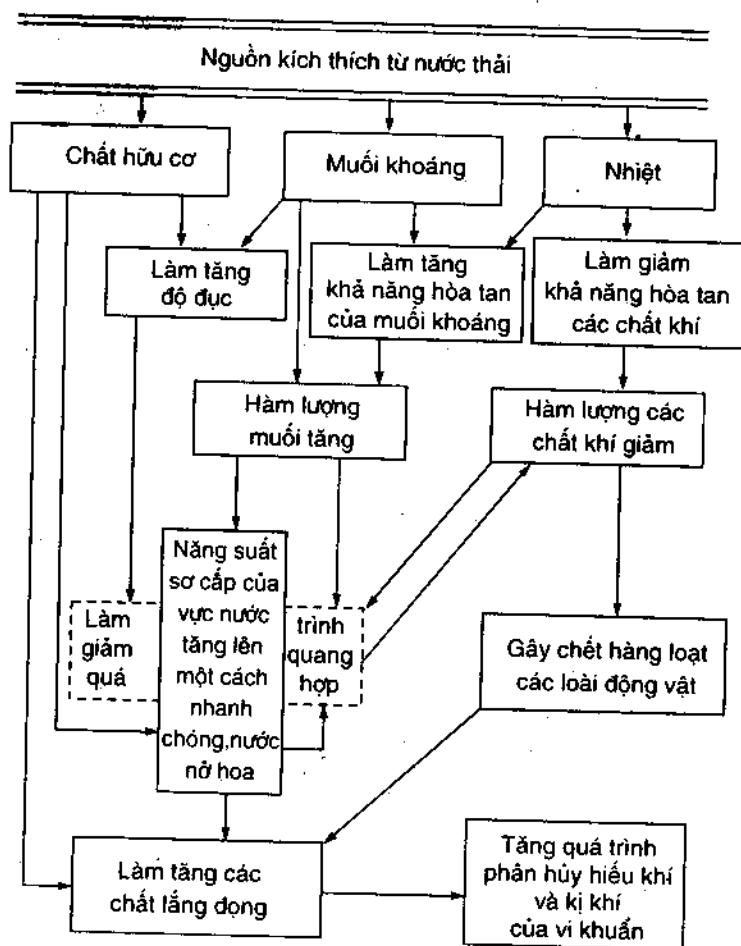 Nguồn kích thích từ nước thải
Chất hữu cơ
Muối khoáng
Nhiệt
Làm tăng
độ đục
Làm tăng
khả năng hòa tan
của muối khoáng
Làm giảm
khả năng hòa tan
các chất khí
Hàm lượng
muối tăng
Hàm lượng các
chất khí giảm
Làm
giảm
quá
Năng suất
sơ cấp của
vực nước
tăng lên
một cách
nhanh
chóng,nước
nở hoa
trình
quang
hợp
Gây chết hàng loạt
các loài động vật
Làm tăng các
chất lắng đọng
Tăng quá trình
phân hủy hiếu khí
và kị khí
của vi khuẩn